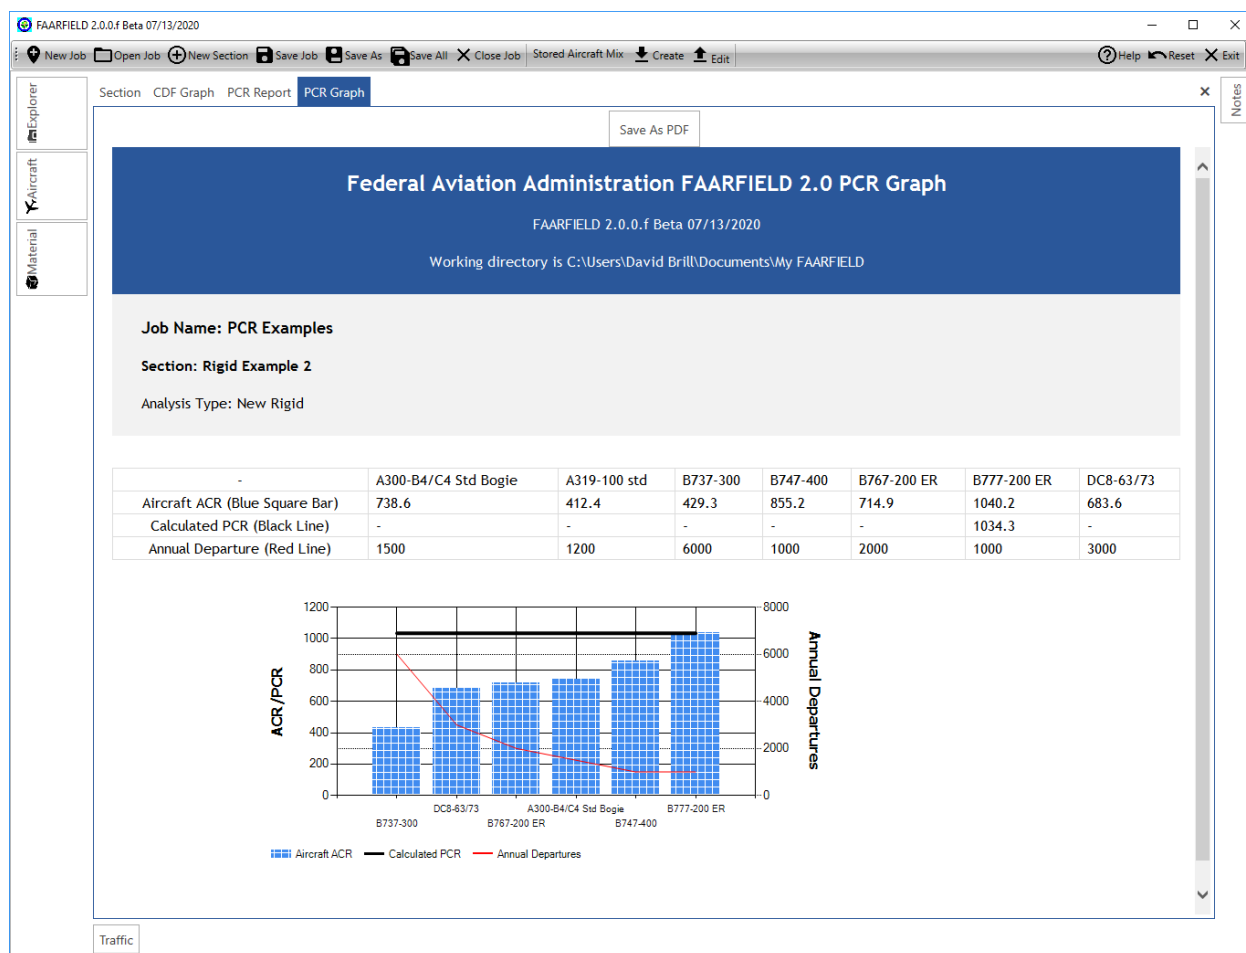 FAARFIELD 2.0.0.f Beta 07/13/2020
New Job Open Job New Section Save Job Save As Save All Close Job Stored Aircraft Mix Create Edit Help Reset Exit
Explorer
Aircraft
Material
Section CDF Graph PCR Report PCR Graph
Notes
Save As PDF
Federal Aviation Administration FAARFIELD 2.0 PCR Graph
FAARFIELD 2.0.0.f Beta 07/13/2020
Working directory is C:\Users\David Brill\Documents\My FAARFIELD
Job Name: PCR Examples
Section: Rigid Example 2
Analysis Type: New Rigid
- A300-B4/C4 Std Bogie A319-100 std B737-300 B747-400 B767-200 ER B777-200 ER DC8-63/73
Aircraft ACR (Blue Square Bar) 738.6 412.4 429.3 855.2 714.9 1040.2 683.6
Calculated PCR (Black Line) - - - - - 1034.3 -
Annual Departure (Red Line) 1500 1200 6000 1000 2000 1000 3000
ACR/PCR
1200
1000
800
600
400
200
0
8000
6000
4000
2000
0
Annual Departures
DC8-63/73 A300-B4/C4 Std Bogie B777-200 ER
B737-300 B767-200 ER B747-400
Aircraft ACR Calculated PCR Annual Departures
Traffic